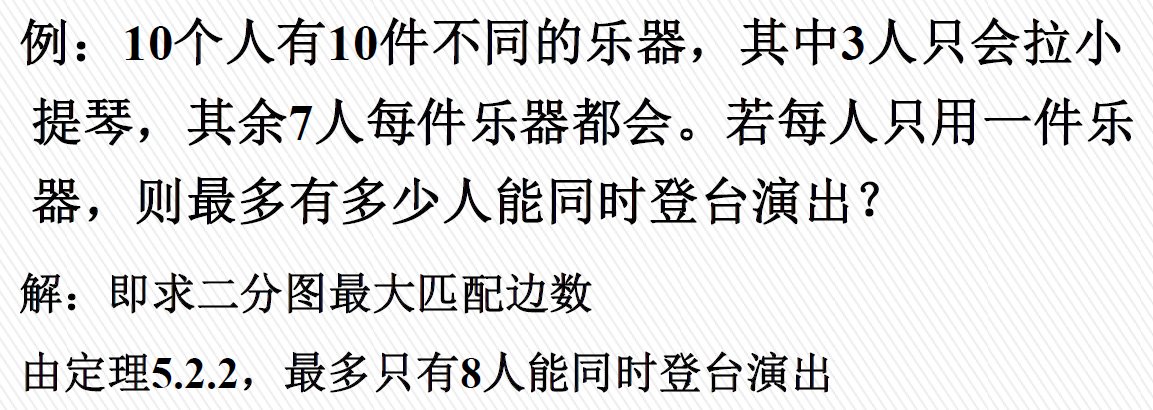 例：10个人有10件不同的乐器，其中3人只会拉小
提琴，其余7人每件乐器都会。若每人只用一件乐
器，则最多有多少人能同时登台演出？
解：即求二分图最大匹配边数
由定理5.2.2，最多只有8人能同时登台演出